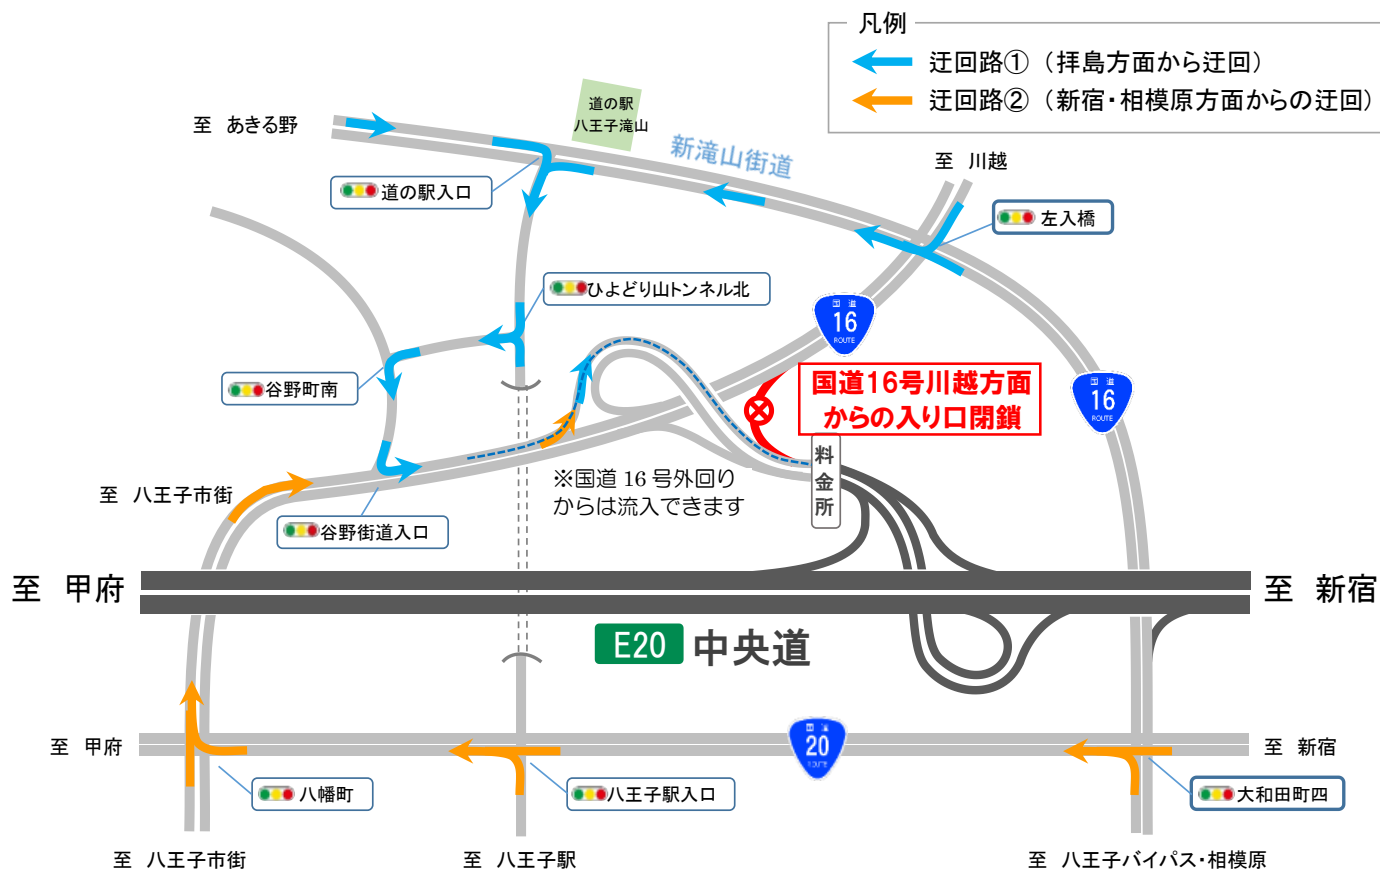 凡例
迂回路① (拝島方面から迂回)
迂回路② (新宿・相模原方面からの迂回)
道の駅
八王子滝山
至 あきる野
新滝山街道
至 川越
道の駅入口
左入橋
ひよどり山トンネル北
国道
16
ROUTE
谷野町南
国道16号川越方面
からの入り口閉鎖
国道
16
ROUTE
料金所
※国道 16 号外回り
からは流入できます
至 八王子市街
谷野街道入口
至 甲府
至 新宿
E20 中央道
至 甲府
国道
20
ROUTE
至 新宿
八幡町
八王子駅入口
大和田町四
至 八王子市街
至 八王子駅
至 八王子バイパス・相模原